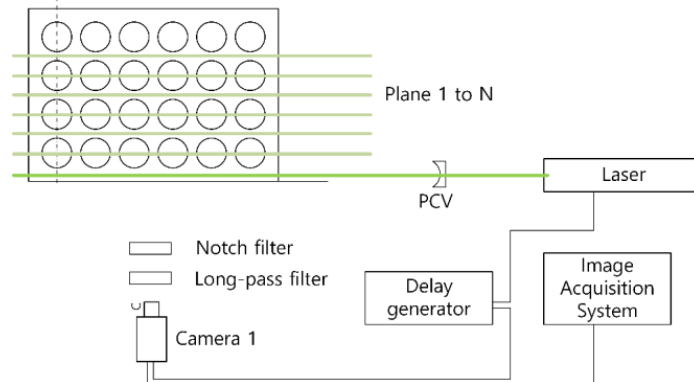 Plane 1 to N
Laser
PCV
Notch filter
Long-pass filter
Delay
generator
Image
Acquisition
System
Camera 1